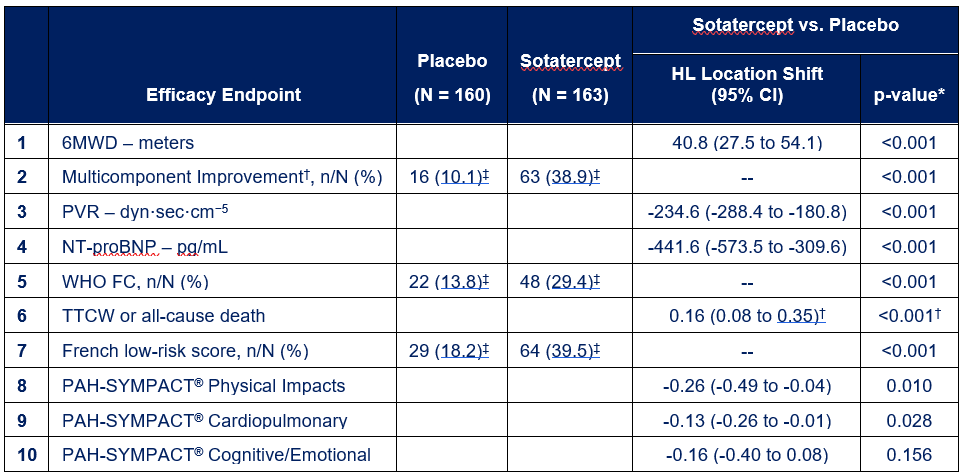 Sotatercept vs. Placebo
Efficacy Endpoint Placebo (N = 160) Sotatercept (N = 163) HL Location Shift (95% CI) p-value*
1 6MWD – meters 40.8 (27.5 to 54.1) <0.001
2 Multicomponent Improvement†, n/N (%) 16 (10.1)‡ 63 (38.9)‡ -- <0.001
3 PVR – dyn·sec·cm⁻⁵ -234.6 (-288.4 to -180.8) <0.001
4 NT-proBNP – pg/mL -441.6 (-573.5 to -309.6) <0.001
5 WHO FC, n/N (%) 22 (13.8)‡ 48 (29.4)‡ -- <0.001
6 TTCW or all-cause death 0.16 (0.08 to 0.35)† <0.001†
7 French low-risk score, n/N (%) 29 (18.2)‡ 64 (39.5)‡ -- <0.001
8 PAH-SYMPACT® Physical Impacts -0.26 (-0.49 to -0.04) 0.010
9 PAH-SYMPACT® Cardiopulmonary -0.13 (-0.26 to -0.01) 0.028
10 PAH-SYMPACT® Cognitive/Emotional -0.16 (-0.40 to 0.08) 0.156